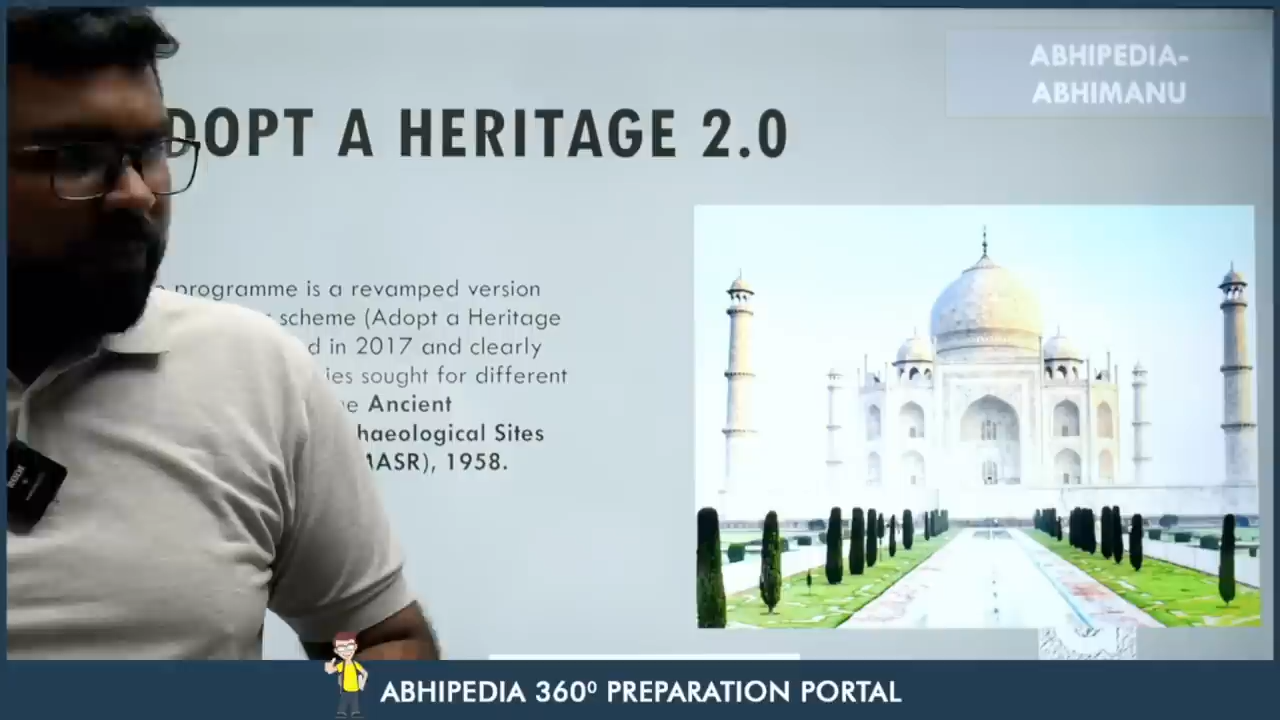 ABHIPEDIA-
ABHIMANU
DOPT A HERITAGE 2.0
programme is a revamped version
scheme (Adopt a Heritage
d in 2017 and clearly
ies sought for different
Ancient
haeological Sites
MASR), 1958.
ABHIPEDIA 360⁰ PREPARATION PORTAL